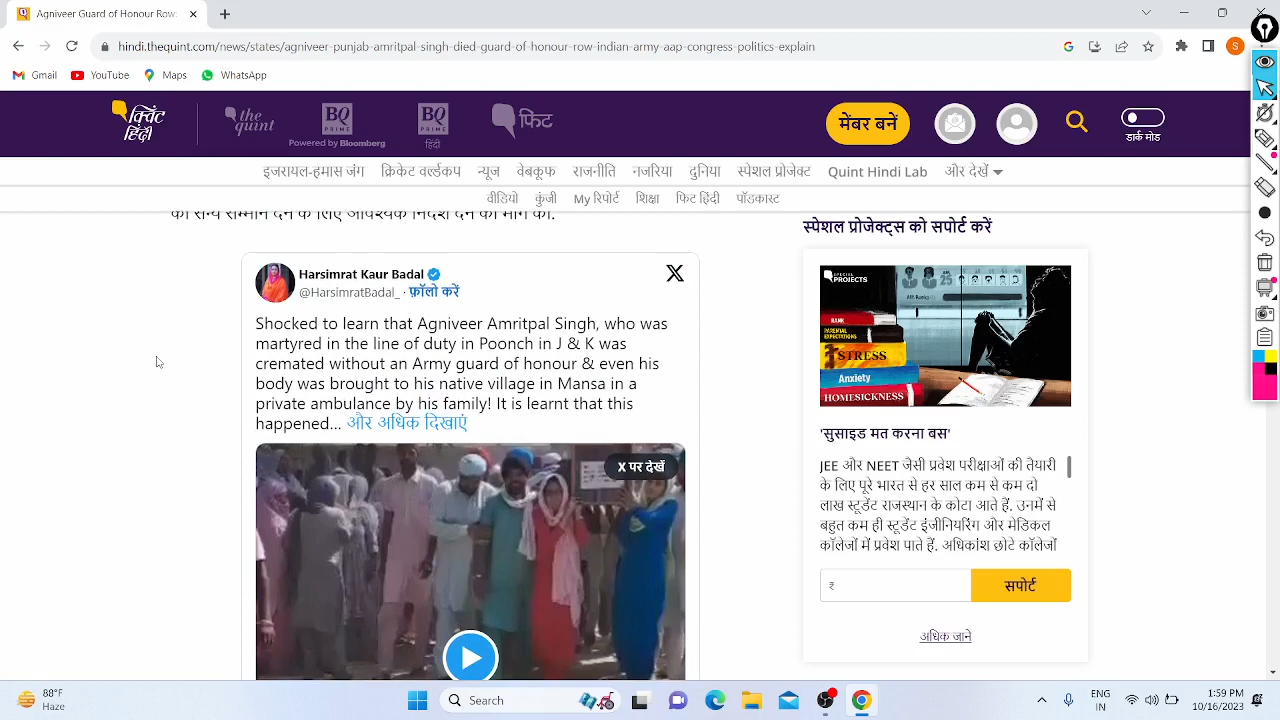 Agniveer Guard of Honour Row:
hindi.thequint.com/news/states/agniveer-punjab-amritpal-singh-died-guard-of-honour-row-indian-army-aap-congress-politics-explain
Gmail YouTube Maps WhatsApp
क्विंट हिंदी
the quint
BQ PRIME
Powered by Bloomberg
BQ PRIME
हिंदी
फिट
मेंबर बनें
डार्क मोड
इजरायल-हमास जंग क्रिकेट वर्ल्डकप न्यूज वेबकूफ राजनीति नजरिया दुनिया स्पेशल प्रोजेक्ट Quint Hindi Lab और देखें
वीडियो कुंजी My रिपोर्ट शिक्षा फिट हिंदी पॉडकास्ट
को सैन्य सम्मान देने के लिए आवश्यक निर्देश देने की मांग की.
Harsimrat Kaur Badal
@HarsimratBadal_ · फ़ॉलो करें
Shocked to learn that Agniveer Amritpal Singh, who was
martyred in the line of duty in Poonch in J &K was
cremated without an Army guard of honour & even his
body was brought to his native village in Mansa in a
private ambulance by his family! It is learnt that this
happened... और अधिक दिखाएं
X पर देखें
स्पेशल प्रोजेक्ट्स को सपोर्ट करें
SPECIAL PROJECTS
RANK
PARENTAL EXPECTATIONS
STRESS
Anxiety
HOMESICKNESS
'सुसाइड मत करना बस'
JEE और NEET जैसी प्रवेश परीक्षाओं की तैयारी
के लिए पूरे भारत से हर साल कम से कम दो
लाख स्टूडेंट राजस्थान के कोटा आते हैं. उनमें से
बहुत कम ही स्टूडेंट इंजीनियरिंग और मेडिकल
कॉलेजों में प्रवेश पाते हैं. अधिकांश छोटे कॉलेजों
₹
सपोर्ट
अधिक जाने
88°F
Haze
Search
ENG
IN
1:59 PM
10/16/2023